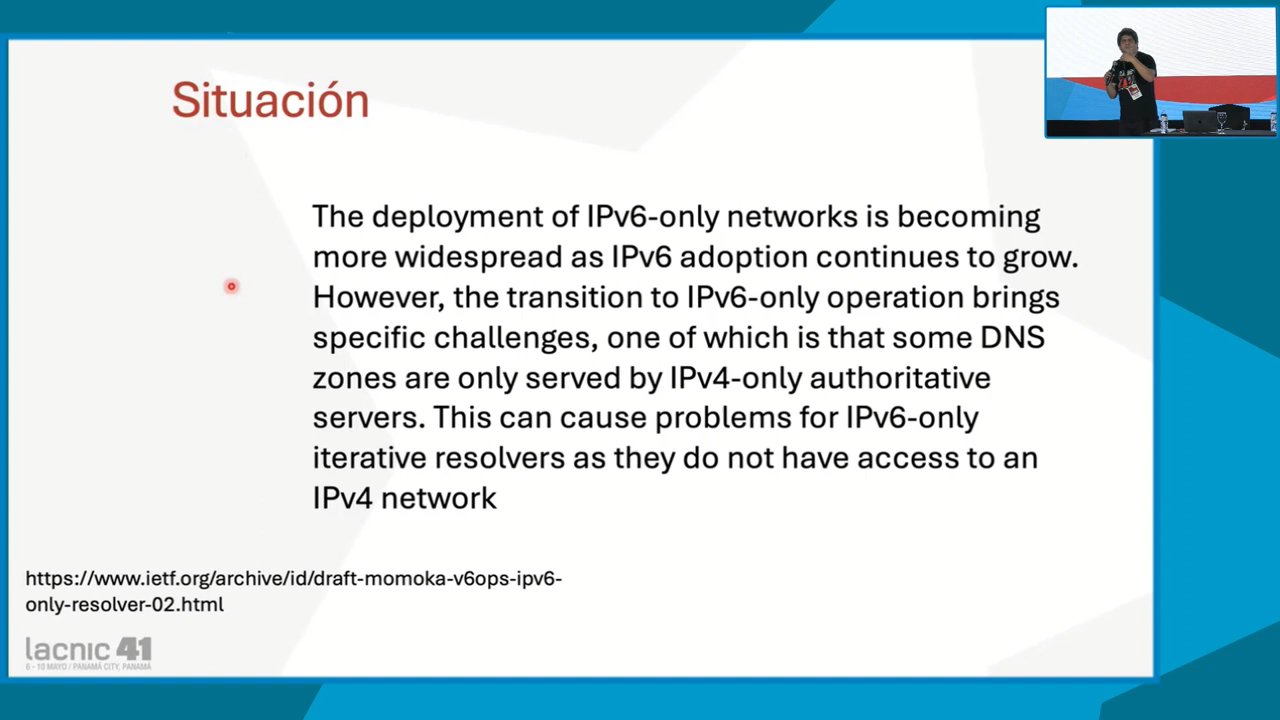 Situación
The deployment of IPv6-only networks is becoming
more widespread as IPv6 adoption continues to grow.
However, the transition to IPv6-only operation brings
specific challenges, one of which is that some DNS
zones are only served by IPv4-only authoritative
servers. This can cause problems for IPv6-only
iterative resolvers as they do not have access to an
IPv4 network
https://www.ietf.org/archive/id/draft-momoka-v6ops-ipv6-
only-resolver-02.html
lacnic 41
6 - 10 MAYO / PANAMÁ CITY, PANAMÁ